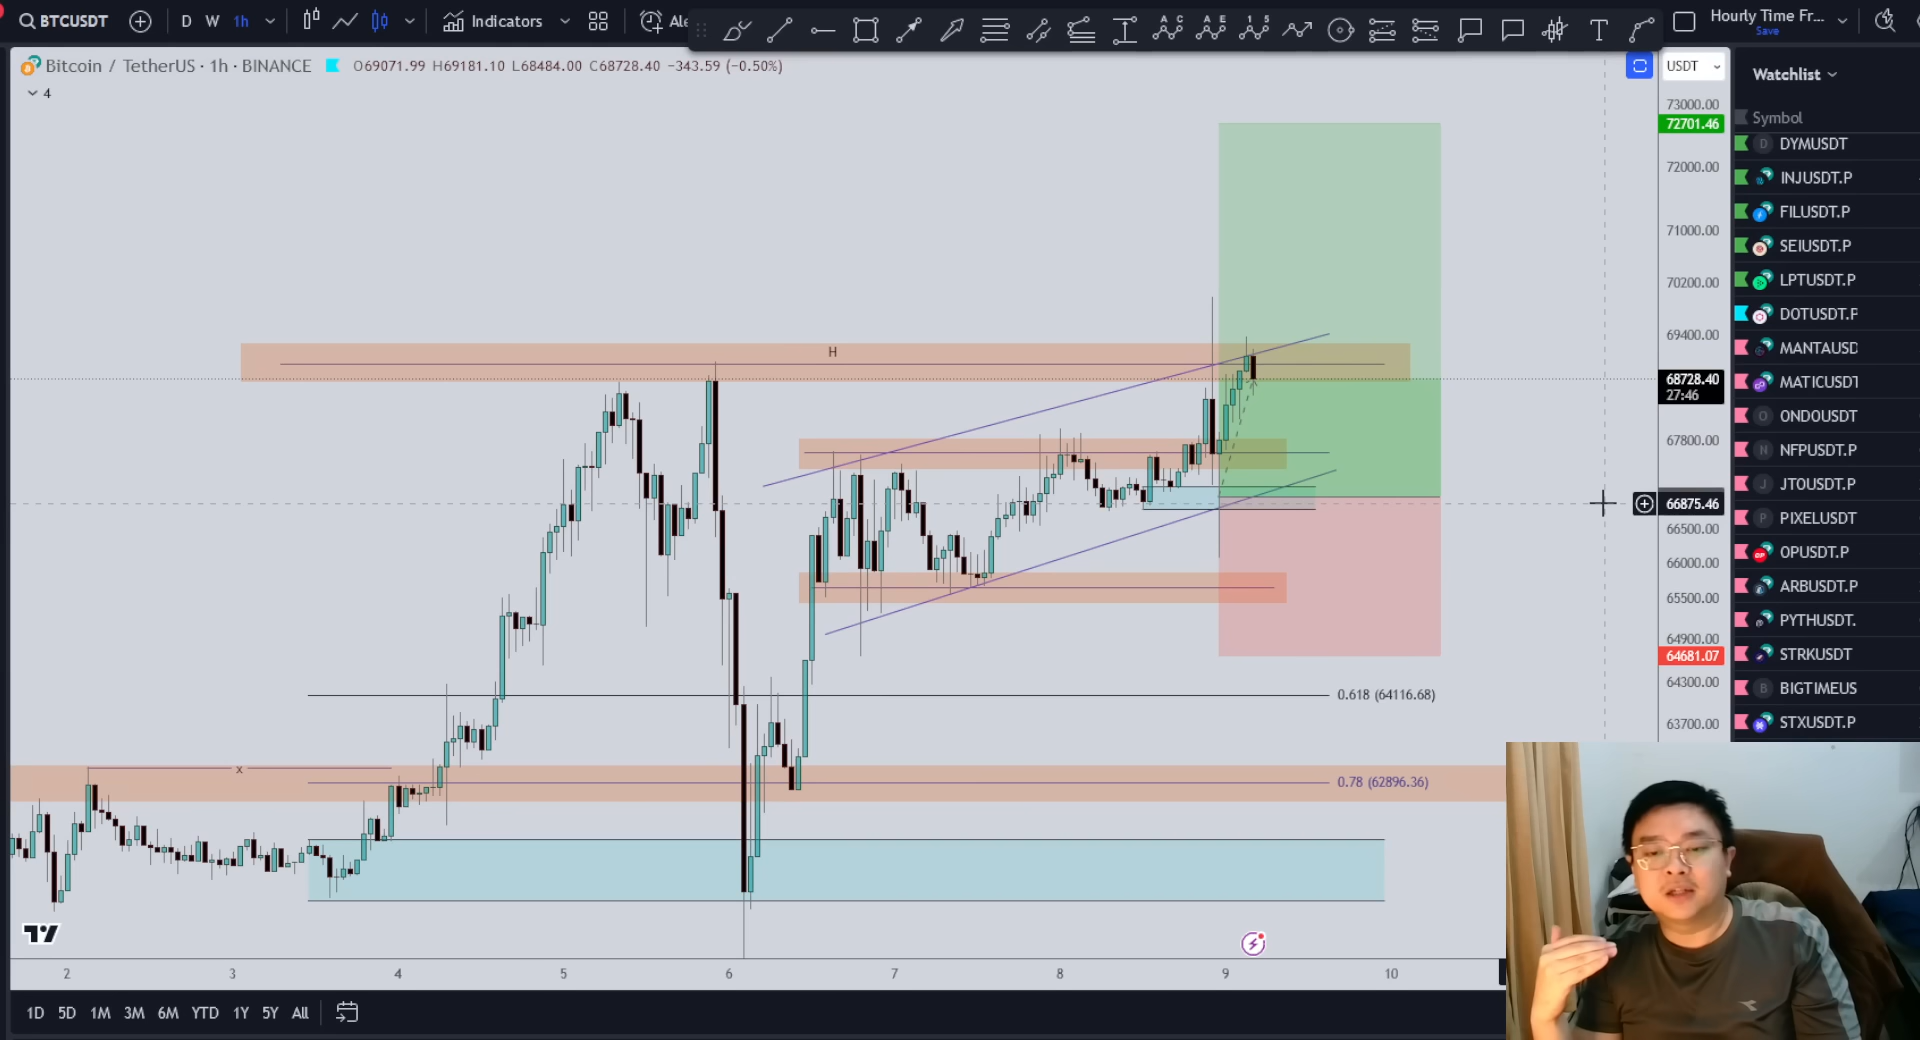 BTCUSDT D W 1h Indicators Ale Hourly Time Fr...
Save
Bitcoin / TetherUS · 1h · BINANCE O69071.99 H69181.10 L68484.00 C68728.40 -343.59 (-0.50%)
4
USDT
Watchlist
Symbol
73000.00
72701.46
72000.00
71000.00
70200.00
69400.00
68728.40
27:46
67800.00
66875.46
66500.00
66000.00
65500.00
64900.00
64681.07
64300.00
63700.00
H
0.618 (64116.68)
x
0.78 (62896.36)
DYMUSDT
INJUSDT.P
FILUSDT.P
SEIUSDT.P
LPTUSDT.P
DOTUSDT.P
MANTAUSD
MATICUSDT
ONDOUSDT
NFPUSDT.P
JTOUSDT.P
PIXELUSDT
OPUSDT.P
ARBUSDT.P
PYTHUSDT.
STRKUSDT
BIGTIMEUS
STXUSDT.P
2 3 4 5 6 7 8 9 10
1D 5D 1M 3M 6M YTD 1Y 5Y All